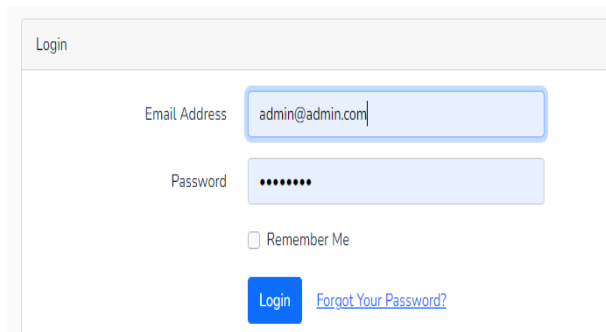 Login
Email Address admin@admin.com
Password ••••••••
Remember Me
Login Forgot Your Password?